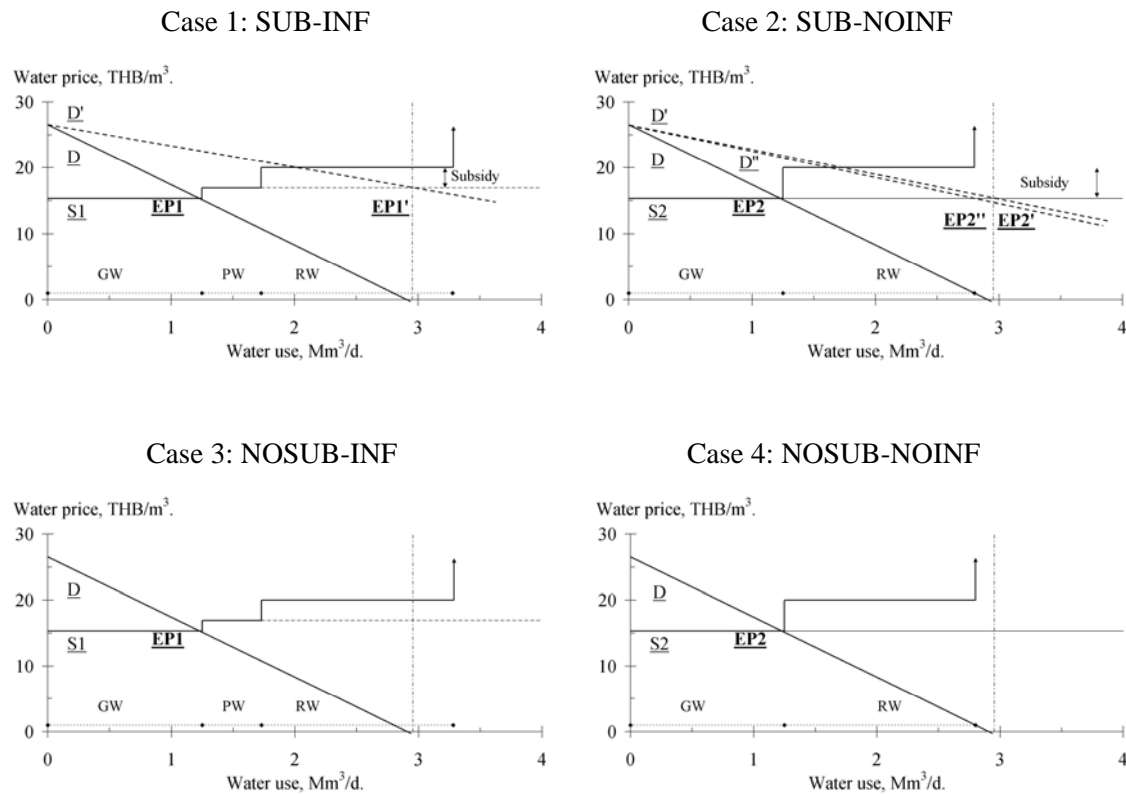 Case 1: SUB-INF
Water price, THB/m³.
30
D'
D
20
Subsidy
S1
EP1
EP1'
10
GW
PW
RW
0
0
1
2
3
4
Water use, Mm³/d.
Case 2: SUB-NOINF
Water price, THB/m³.
30
D'
D
D''
20
Subsidy
S2
EP2
EP2''
EP2'
10
GW
RW
0
0
1
2
3
4
Water use, Mm³/d.
Case 3: NOSUB-INF
Water price, THB/m³.
30
D
20
S1
EP1
10
GW
PW
RW
0
0
1
2
3
4
Water use, Mm³/d.
Case 4: NOSUB-NOINF
Water price, THB/m³.
30
D
20
S2
EP2
10
GW
RW
0
0
1
2
3
4
Water use, Mm³/d.